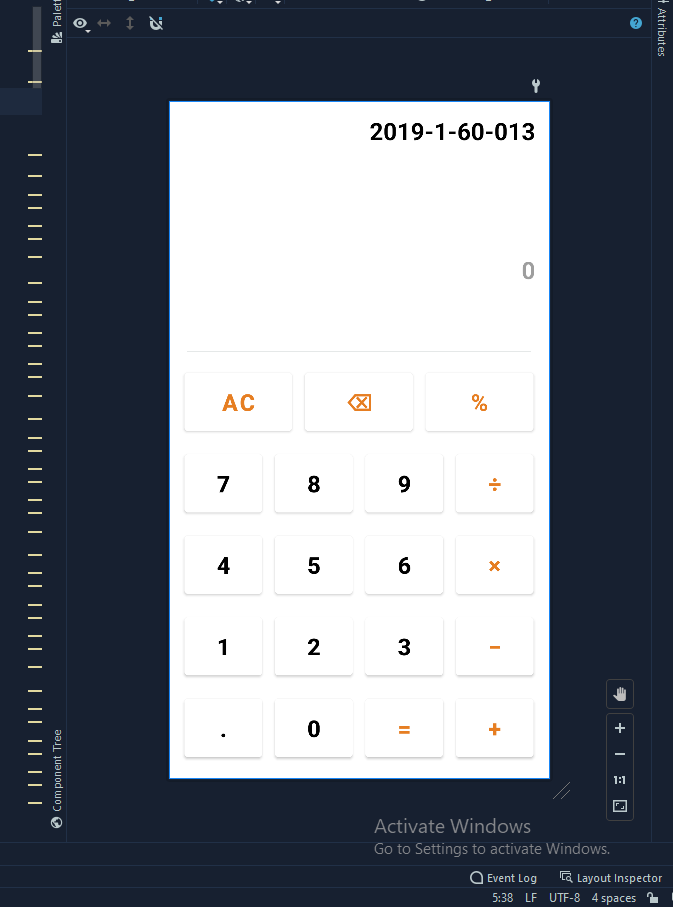 Palett
Attributes
2019-1-60-013
0
AC
%
7 8 9 ÷
4 5 6 ×
1 2 3 −
. 0 = +
Component Tree
+
−
1:1
Activate Windows
Go to Settings to activate Windows.
Event Log Layout Inspector
5:38 LF UTF-8 4 spaces